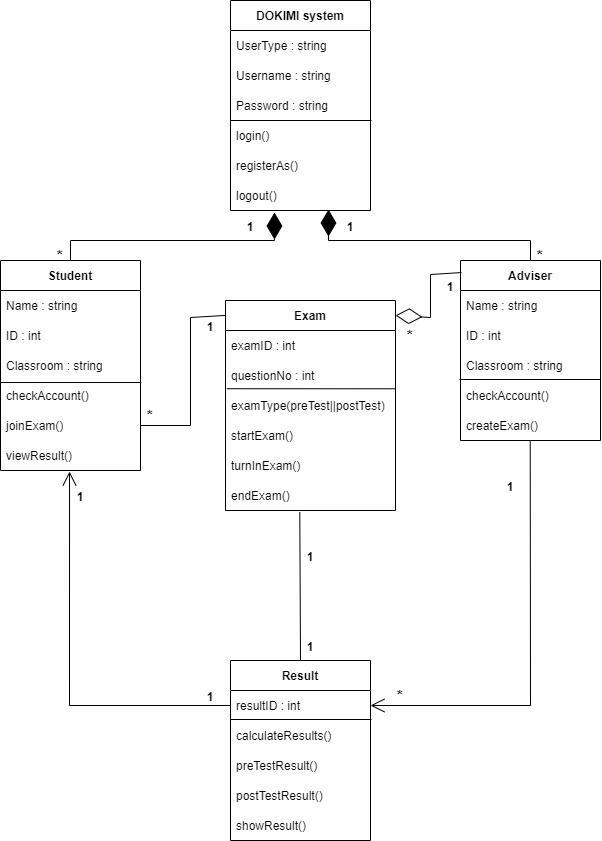 DOKIMI system
UserType : string
Username : string
Password : string
login()
registerAs()
logout()
1
1
*
*
Student
Name : string
ID : int
Classroom : string
checkAccount()
joinExam()
viewResult()
1
*
Exam
examID : int
questionNo : int
examType(preTest||postTest)
startExam()
turnInExam()
endExam()
1
*
Adviser
Name : string
ID : int
Classroom : string
checkAccount()
createExam()
1
1
1
1
1
*
Result
resultID : int
calculateResults()
preTestResult()
postTestResult()
showResult()